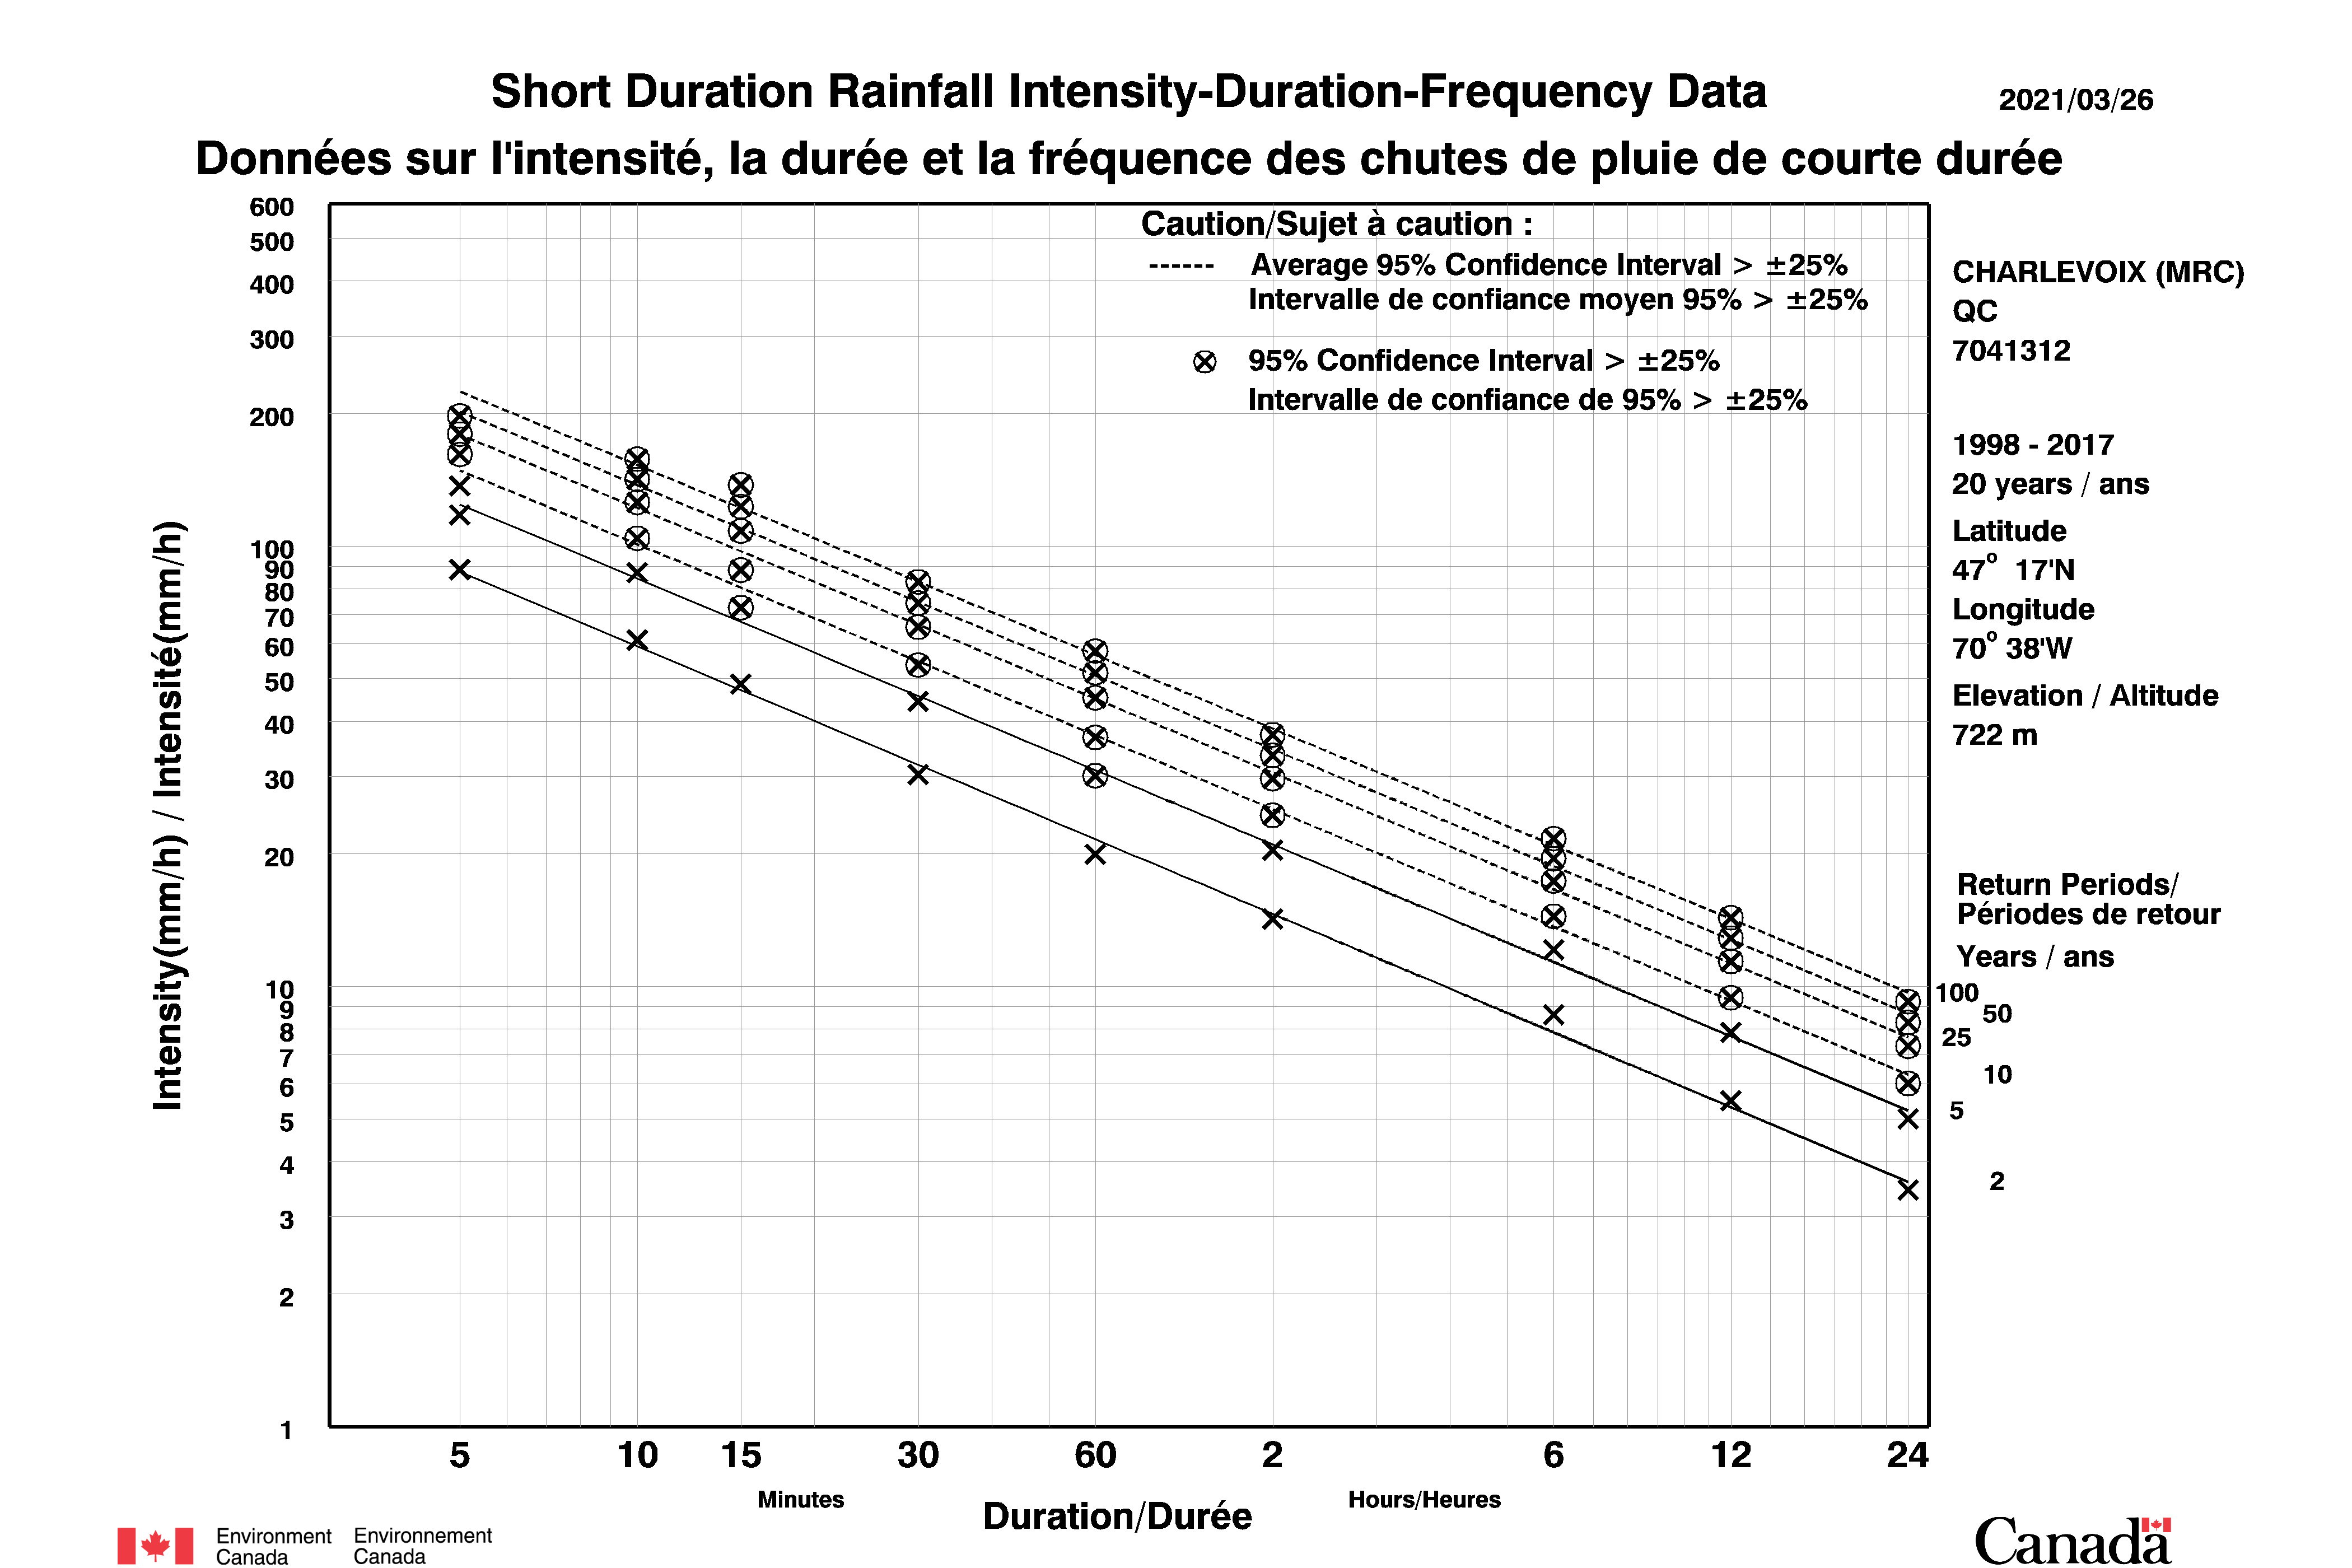 Short Duration Rainfall Intensity-Duration-Frequency Data
2021/03/26
Données sur l'intensité, la durée et la fréquence des chutes de pluie de courte durée
Caution/Sujet à caution :
Average 95% Confidence Interval > ±25%
Intervalle de confiance moyen 95% > ±25%
95% Confidence Interval > ±25%
Intervalle de confiance de 95% > ±25%
CHARLEVOIX (MRC)
QC
7041312
1998 - 2017
20 years / ans
Latitude
47° 17'N
Longitude
70° 38'W
Elevation / Altitude
722 m
Return Periods/
Périodes de retour
Years / ans
100
50
25
10
5
2
Intensity(mm/h) / Intensité(mm/h)
600
500
400
300
200
100
90
80
70
60
50
40
30
20
10
9
8
7
6
5
4
3
2
1
5 10 15 30 60 2 6 12 24
Minutes
Hours/Heures
Duration/Durée
Environment Canada
Environnement Canada
Canada